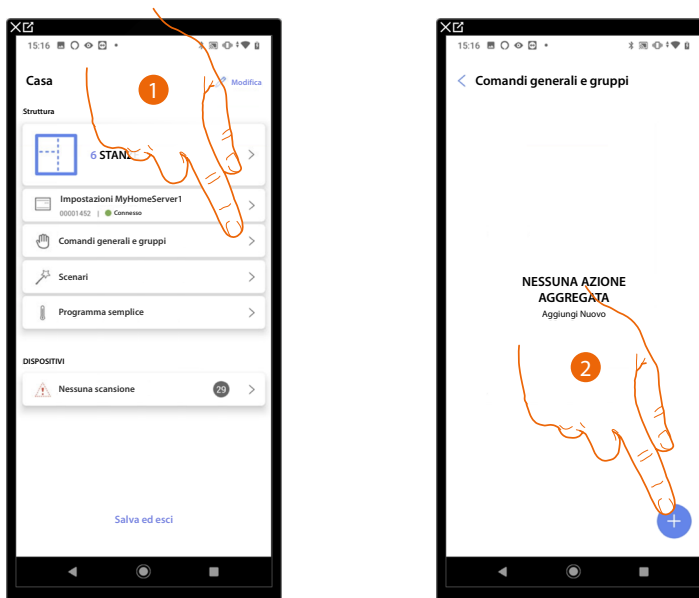 15:16
Casa
Modifica
1
Struttura
6 STAN
Impostazioni MyHomeServer1
00001452 | Connesso
Comandi generali e gruppi
Scenari
Programma semplice
DISPOSITIVI
Nessuna scansione 29
Salva ed esci
15:16
Comandi generali e gruppi
NESSUNA AZIONE
AGGREGATA
Aggiungi Nuovo
2